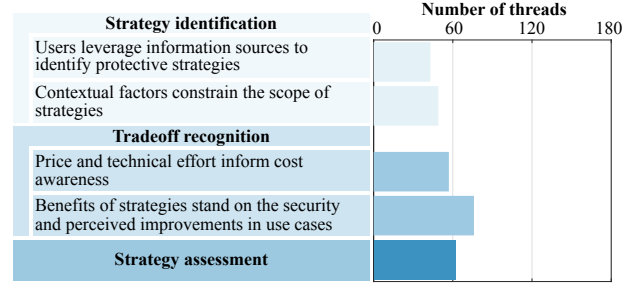 Number of threads
Strategy identification
0 60 120 180
Users leverage information sources to
identify protective strategies
Contextual factors constrain the scope of
strategies
Tradeoff recognition
Price and technical effort inform cost
awareness
Benefits of strategies stand on the security
and perceived improvements in use cases
Strategy assessment